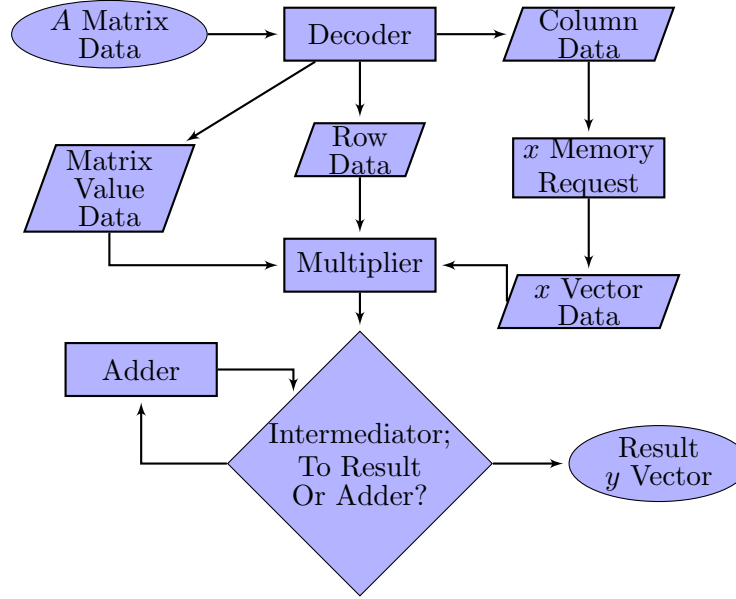 A Matrix
Data
Decoder
Column
Data
Matrix
Value
Data
Row
Data
x Memory
Request
Multiplier
x Vector
Data
Adder
Intermediator;
To Result
Or Adder?
Result
y Vector